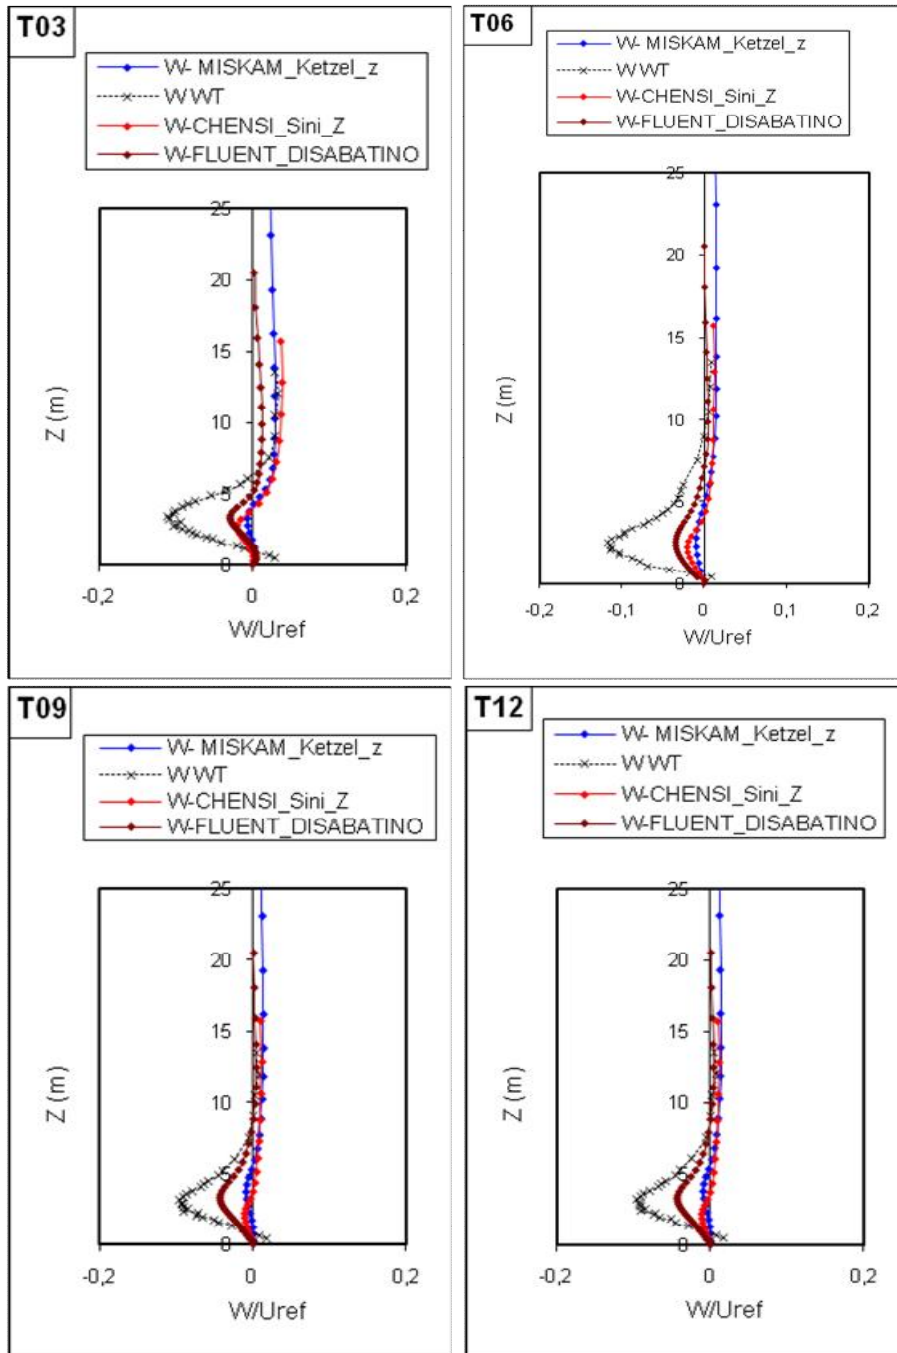 T03
W- MISKAM_Ketzel_z
W WT
W-CHENSI_Sini_Z
W-FLUENT_DISABATINO
25
20
15
10
5
0
Z (m)
-0,2
0
0,2
W/Uref
T06
W- MISKAM_Ketzel_z
W WT
W-CHENSI_Sini_Z
W-FLUENT_DISABATINO
25
20
15
10
5
0
Z (m)
-0,2
-0,1
0
0,1
0,2
W/Uref
T09
W- MISKAM_Ketzel_z
W WT
W-CHENSI_Sini_Z
W-FLUENT_DISABATINO
25
20
15
10
5
0
Z (m)
-0,2
0
0,2
W/Uref
T12
W- MISKAM_Ketzel_z
W WT
W-CHENSI_Sini_Z
W-FLUENT_DISABATINO
25
20
15
10
5
0
Z (m)
-0,2
0
0,2
W/Uref